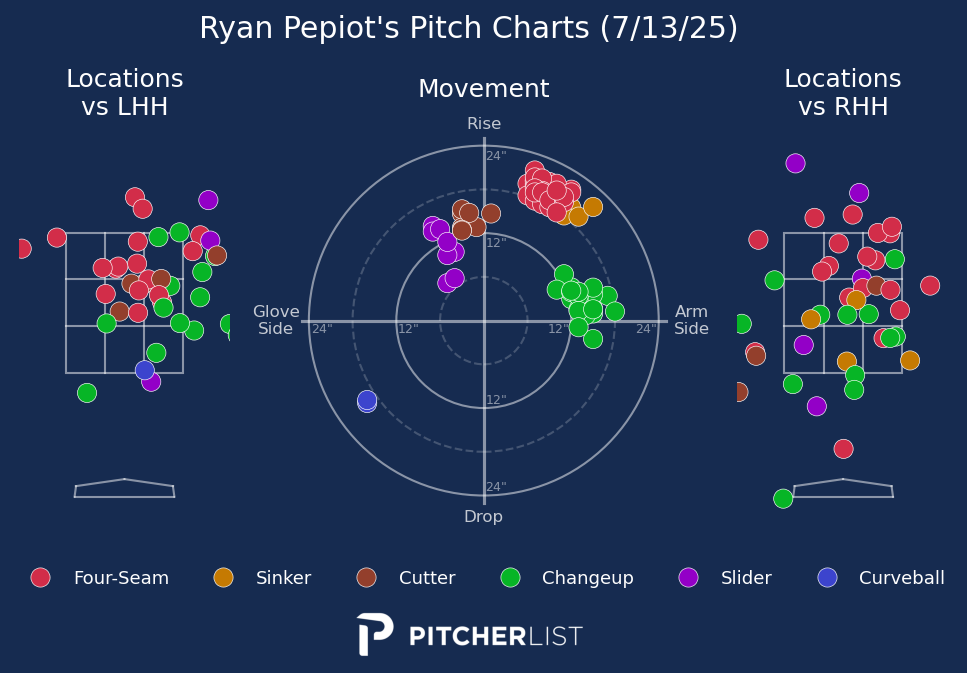 Ryan Pepiot's Pitch Charts (7/13/25)
Locations
vs LHH
Movement
Locations
vs RHH
Rise
24"
12"
Glove
Side
24"
12"
12"
24"
Arm
Side
12"
24"
Drop
Four-Seam
Sinker
Cutter
Changeup
Slider
Curveball
PITCHERLIST